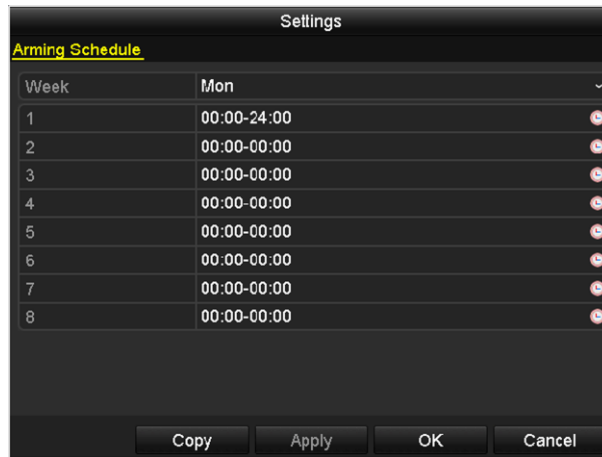 Settings
Arming Schedule
Week Mon
1 00:00-24:00
2 00:00-00:00
3 00:00-00:00
4 00:00-00:00
5 00:00-00:00
6 00:00-00:00
7 00:00-00:00
8 00:00-00:00
Copy Apply OK Cancel